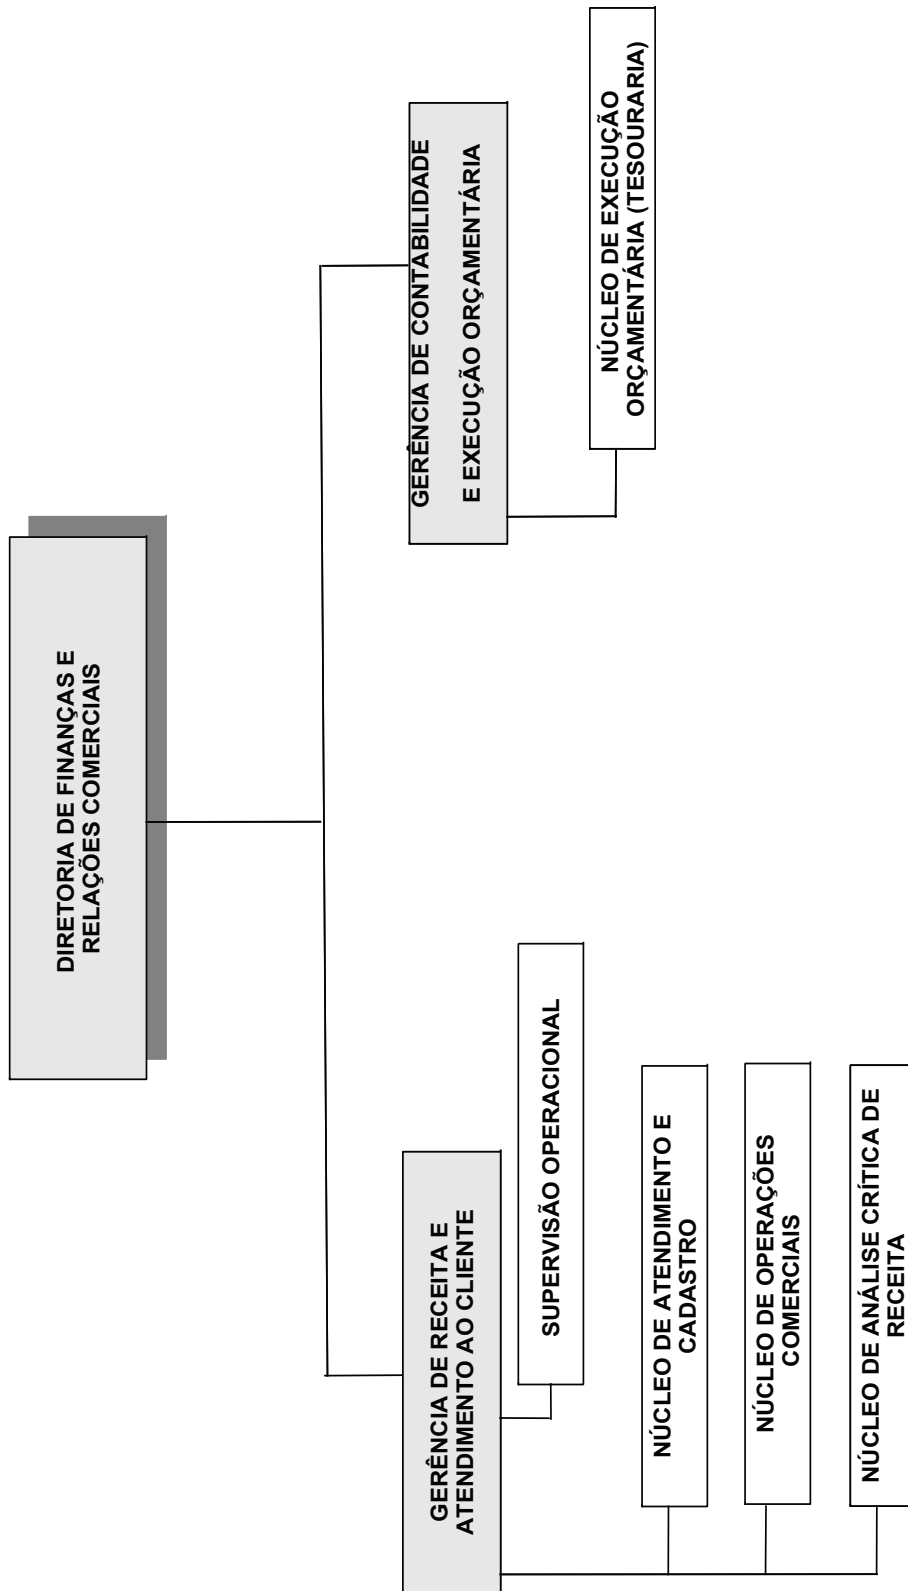 DIRETORIA DE FINANÇAS E
RELAÇÕES COMERCIAIS
GERÊNCIA DE RECEITA E
ATENDIMENTO AO CLIENTE
SUPERVISÃO OPERACIONAL
NÚCLEO DE ATENDIMENTO E
CADASTRO
NÚCLEO DE OPERAÇÕES
COMERCIAIS
NÚCLEO DE ANÁLISE CRÍTICA DE
RECEITA
GERÊNCIA DE CONTABILIDADE
E EXECUÇÃO ORÇAMENTÁRIA
NÚCLEO DE EXECUÇÃO
ORÇAMENTÁRIA (TESOURARIA)